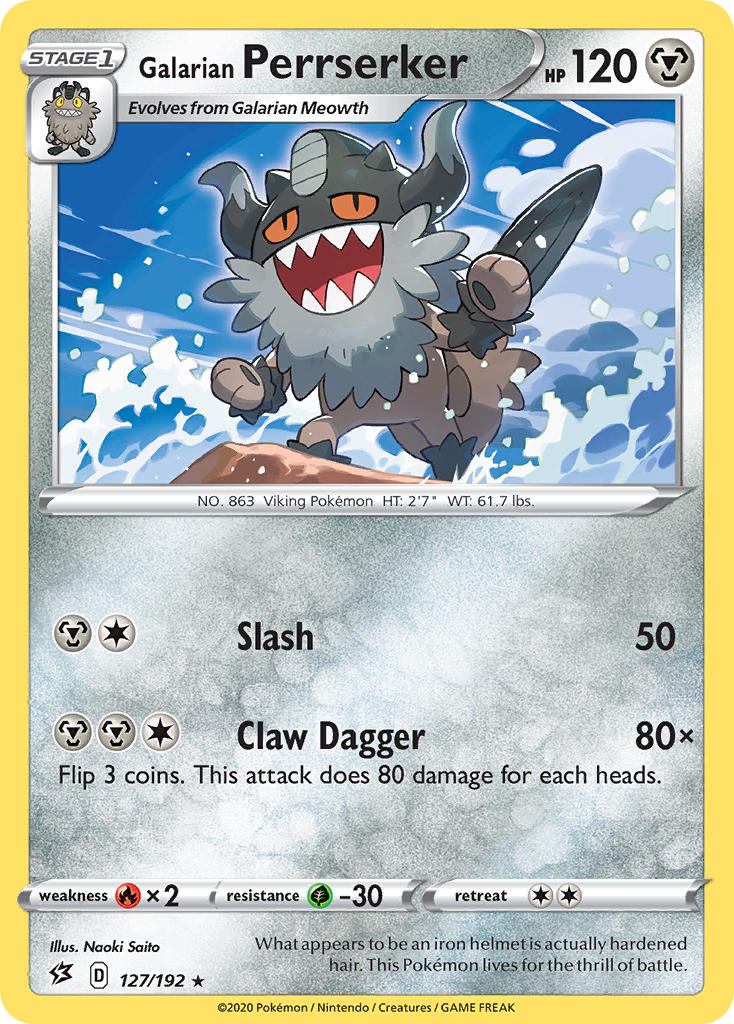 STAGE 1
Galarian Perrserker
HP 120
Evolves from Galarian Meowth
NO. 863 Viking Pokémon HT: 2'7" WT: 61.7 lbs.
Slash 50
Claw Dagger 80×
Flip 3 coins. This attack does 80 damage for each heads.
weakness ×2 resistance -30 retreat
Illus. Naoki Saito
What appears to be an iron helmet is actually hardened
hair. This Pokémon lives for the thrill of battle.
D 127/192 ★
©2020 Pokémon / Nintendo / Creatures / GAME FREAK